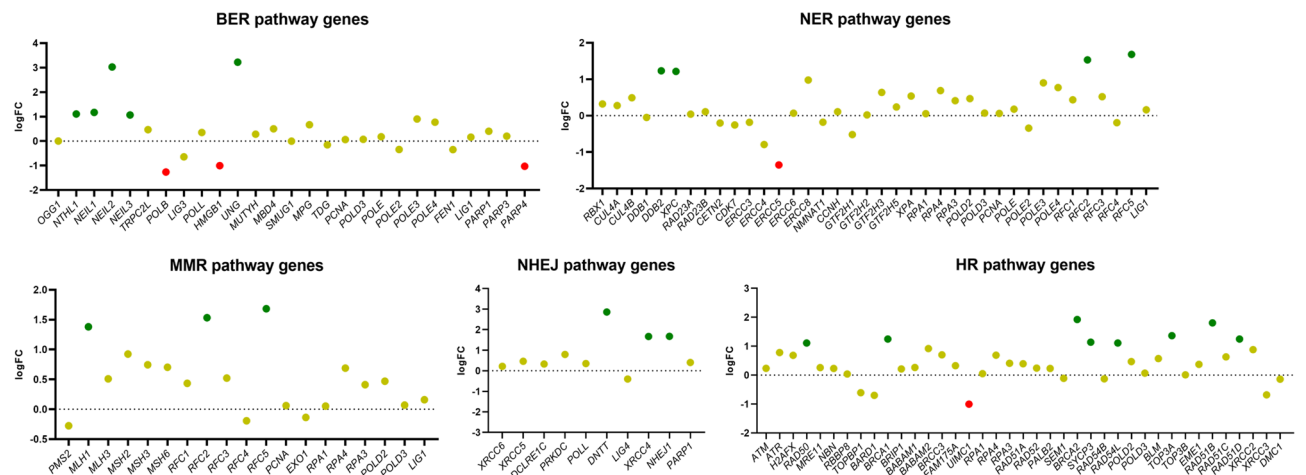 BER pathway genes
logFC
4
3
2
1
0
-1
-2
OGG1
NTHL1
NEIL1
NEIL2
NEIL3
TRPC2L
POLB
LIG3
POLL
HMGB1
UNG
MUTYH
MBD4
SMUG1
MPG
TDG
PCNA
POLD3
POLE
POLE2
POLE3
POLE4
FEN1
LIG1
PARP1
PARP3
PARP4
NER pathway genes
logFC
2
1
0
-1
-2
RBX1
CUL4A
CUL4B
DDB1
DDB2
XPC
RAD23A
RAD23B
CETN2
CDK7
ERCC3
ERCC4
ERCC5
ERCC6
ERCC8
NMNAT1
CCNH
GTF2H1
GTF2H2
GTF2H3
GTF2H5
XPA
RPA1
RPA4
RPA3
POLD2
POLD3
PCNA
POLE
POLE2
POLE3
POLE4
RFC1
RFC2
RFC3
RFC4
RFC5
LIG1
MMR pathway genes
logFC
2.0
1.5
1.0
0.5
0.0
-0.5
PMS2
MLH1
MLH3
MSH2
MSH3
MSH6
RFC1
RFC2
RFC3
RFC4
RFC5
PCNA
EXO1
RPA1
RPA4
RPA3
POLD2
POLD3
LIG1
NHEJ pathway genes
logFC
4
3
2
1
0
-1
-2
-3
XRCC6
XRCC5
DCLRE1C
PRKDC
POLL
DNTT
LIG4
XRCC4
NHEJ1
PARP1
HR pathway genes
logFC
3
2
1
0
-1
-2
ATM
ATR
H2AFX
RAD50
NBN
RBBP8
TOPBP1
BARD1
BRCA1
BRIP1
BABAM1
BABAM2
BRCC3
FAM175A
UIMC1
RPA1
RPA4
RPA3
RAD51A
RAD52
PALB2
SEM1
BRCA2
SYCP3
RAD54B
RAD54L
POLD2
POLD3
BLM
TOP3A
TOP3B
EME1
RAD51B
RAD51C
RAD51D
XRCC2
XRCC3
DMC1